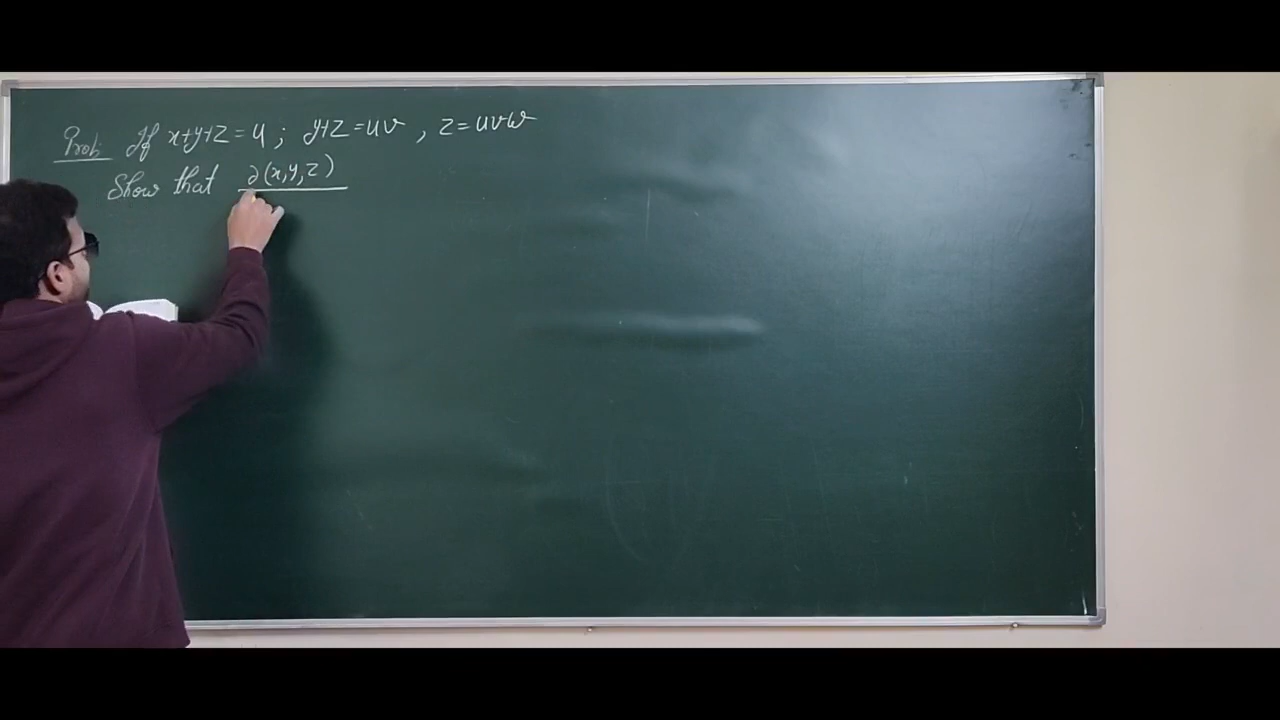 Prob: If x+y+z = u ; y+z = uv , z = uvw
Show that ∂(x,y,z)